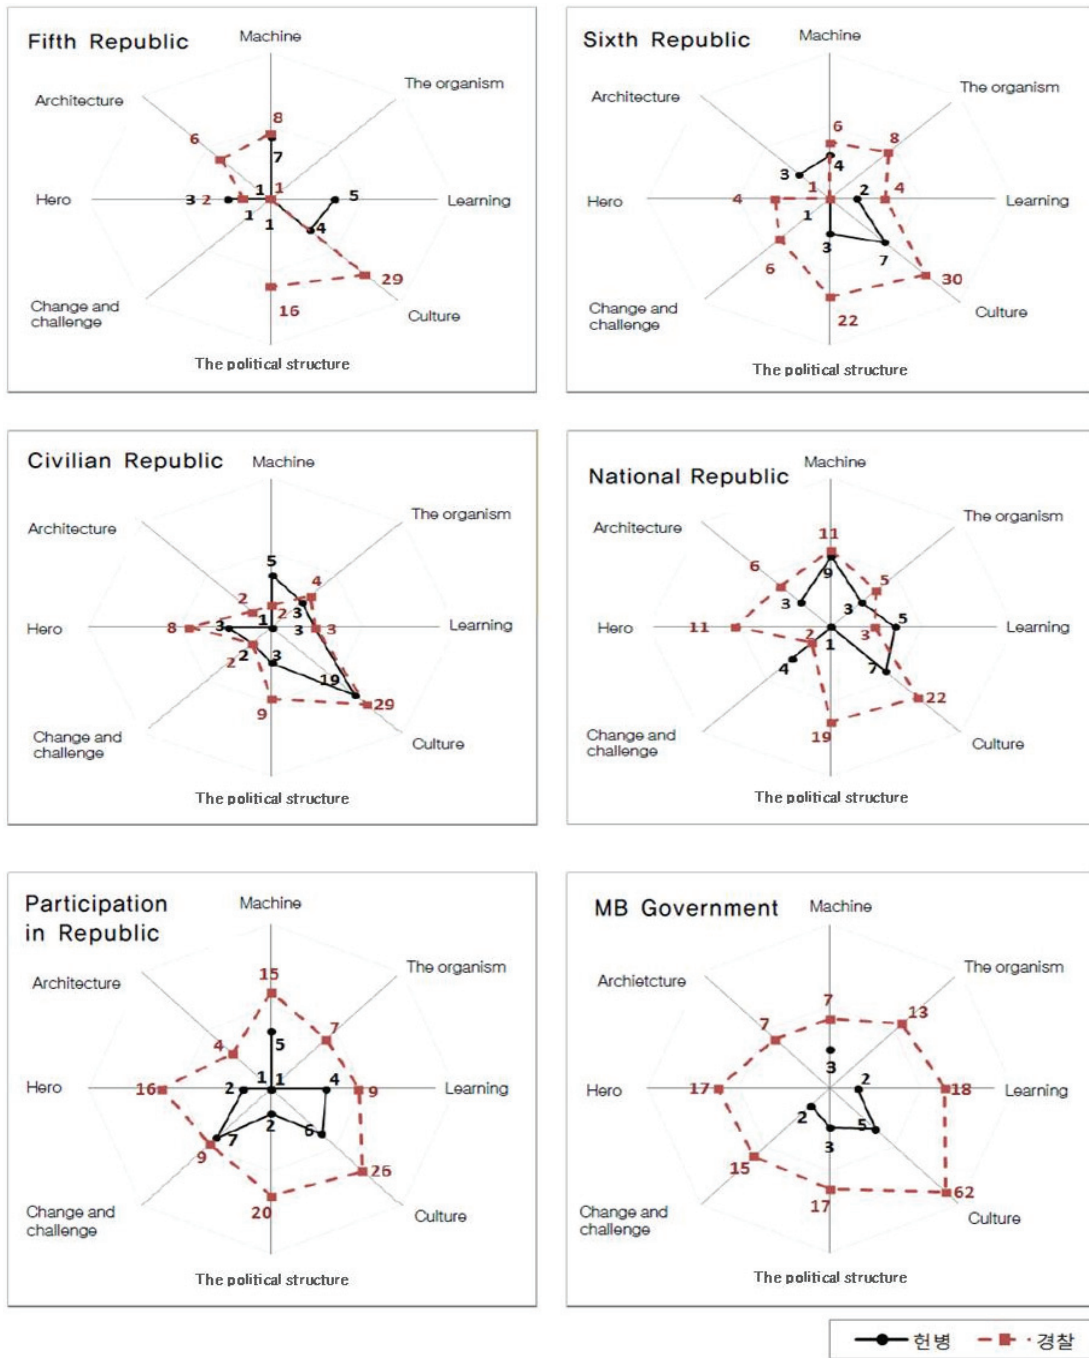 Fifth Republic
Machine
The organism
Architecture
8
6
7
1
1
5
Hero
3
2
Learning
1
1
4
29
16
Change and
challenge
Culture
The political structure
Sixth Republic
Machine
The organism
Architecture
6
8
4
3
1
2
4
Hero
4
Learning
1
3
7
6
30
22
Change and
challenge
Culture
The political structure
Civilian Republic
Machine
The organism
Architecture
5
4
2
2
3
1
Hero
8
3
3
3
Learning
2
2
3
19
29
9
Change and
challenge
Culture
The political structure
National Republic
Machine
The organism
Architecture
11
9
6
5
3
3
5
Hero
11
2
3
Learning
1
4
7
22
19
Change and
challenge
Culture
The political structure
Participation
in Republic
Machine
The organism
Architecture
15
7
5
4
1
1
4
Hero
16
2
9
Learning
2
6
7
9
26
20
Change and
challenge
Culture
The political structure
MB Government
Machine
The organism
Archietcture
7
13
7
3
2
Hero
17
18
Learning
2
5
3
15
17
62
Change and
challenge
Culture
The political structure
헌병
경찰